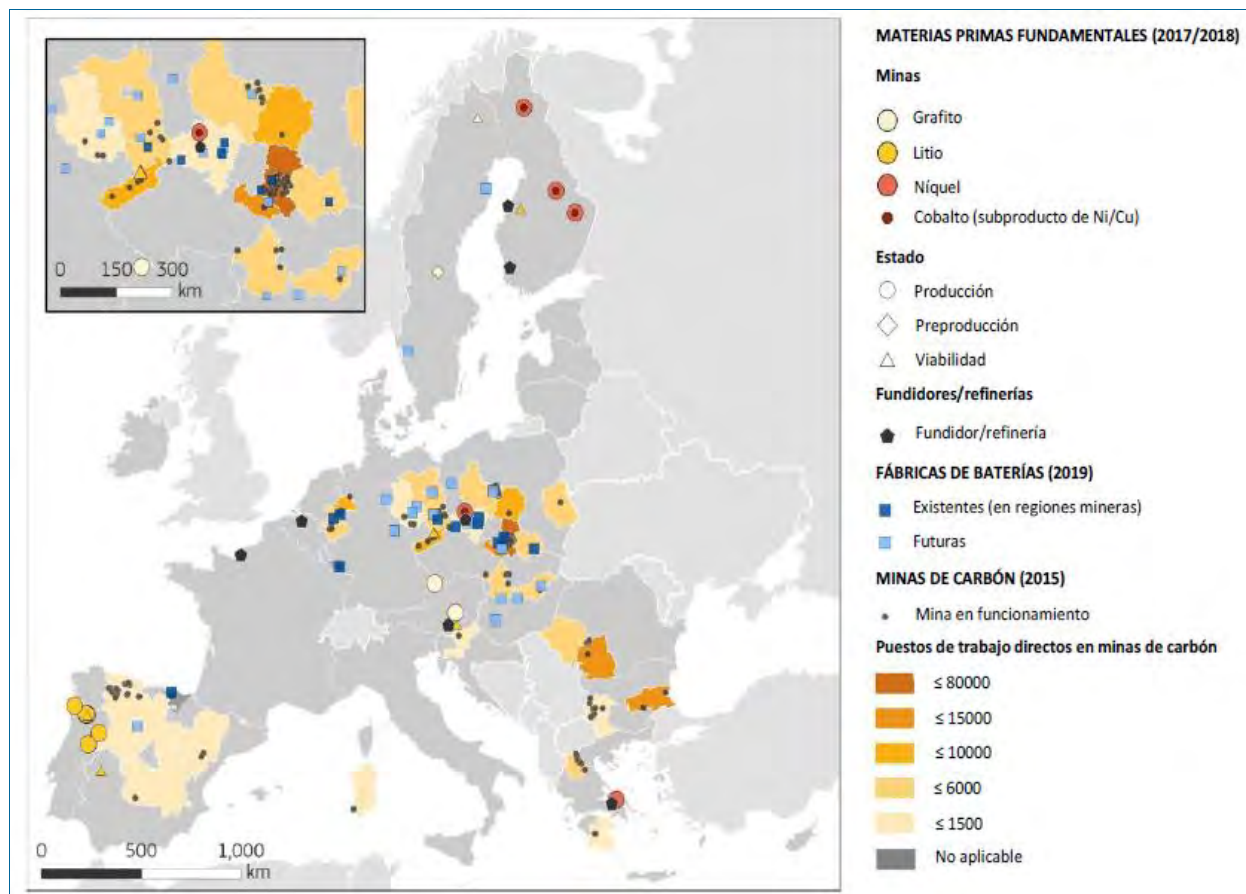 MATERIAS PRIMAS FUNDAMENTALES (2017/2018)
Minas
Grafito
Litio
Níquel
Cobalto (subproducto de Ni/Cu)
Estado
Producción
Preproducción
Viabilidad
Fundidores/refinerías
Fundidor/refinería
FÁBRICAS DE BATERÍAS (2019)
Existentes (en regiones mineras)
Futuras
MINAS DE CARBÓN (2015)
Mina en funcionamiento
Puestos de trabajo directos en minas de carbón
≤ 80000
≤ 15000
≤ 10000
≤ 6000
≤ 1500
No aplicable
0 150 300
km
0 500 1,000
km